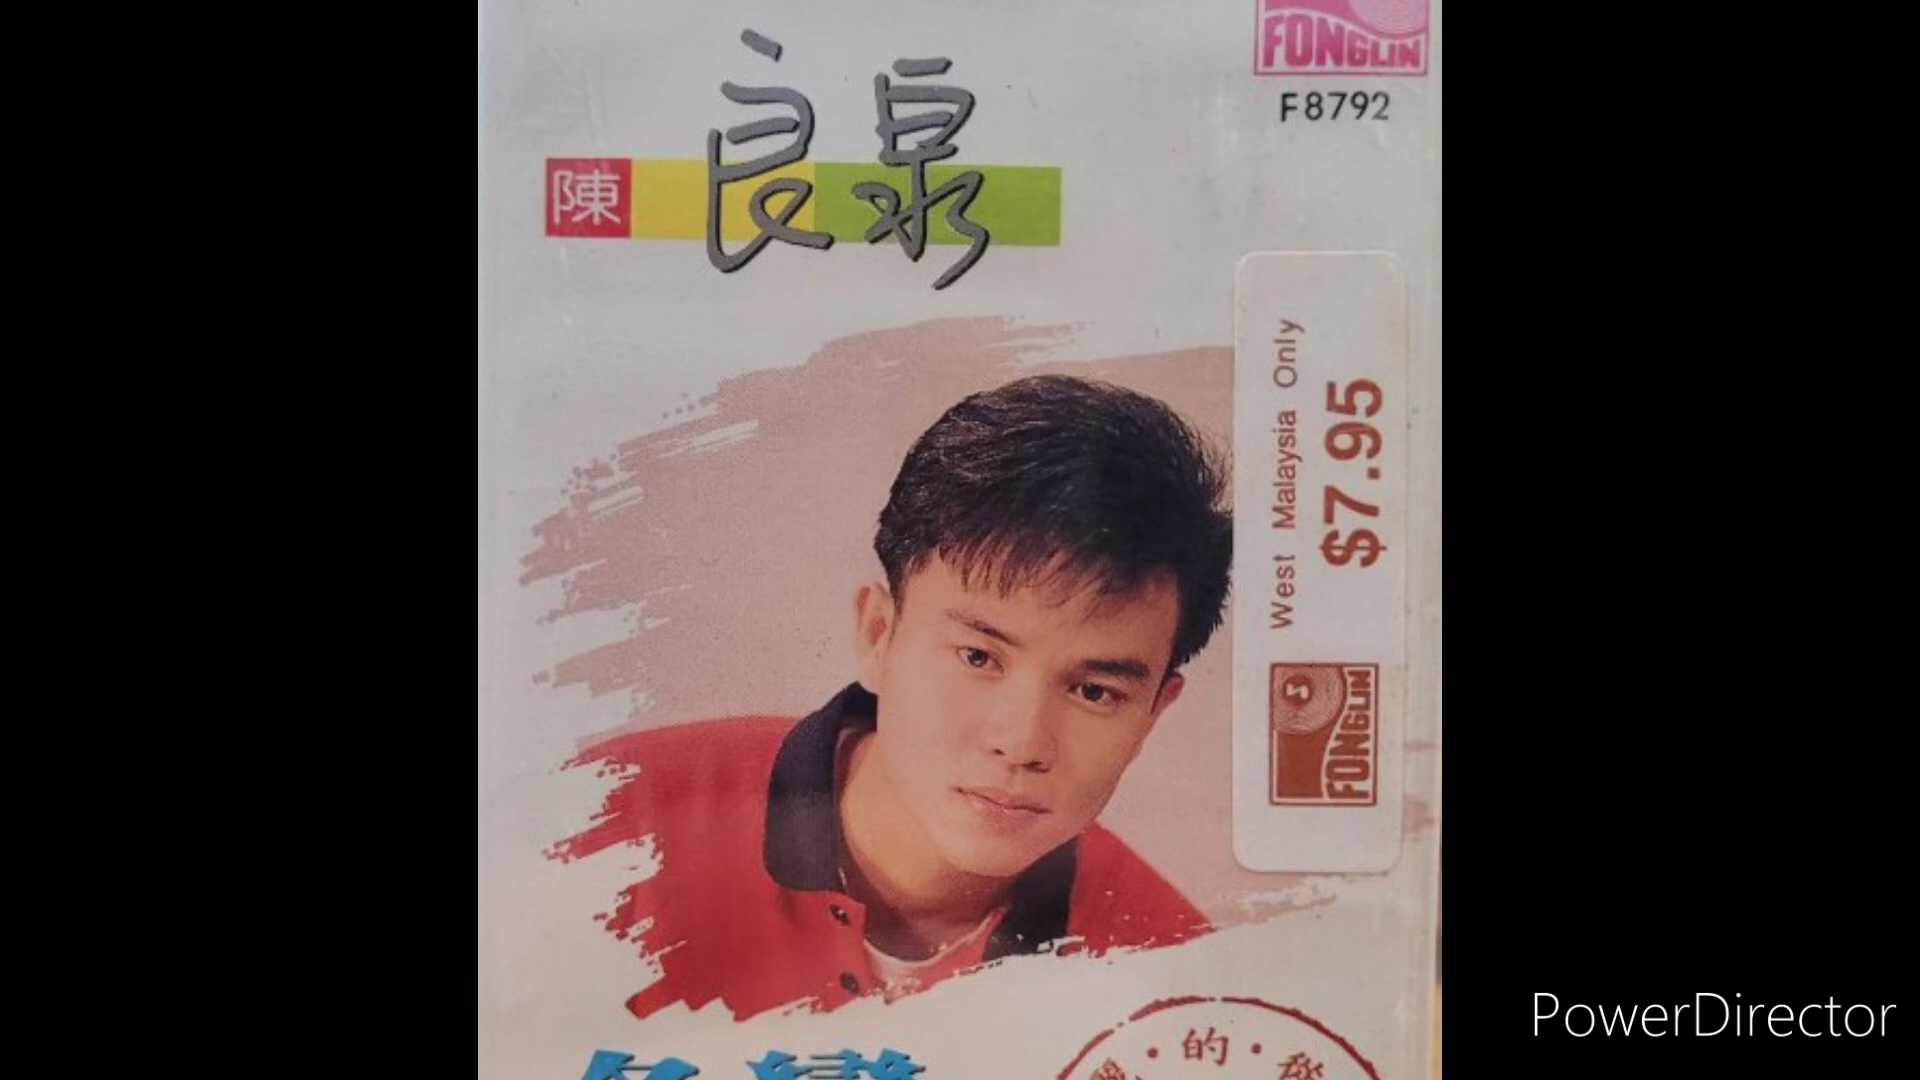 良泉
陳
FONGLIN
F8792
West Malaysia Only
$7.95
FONGLIN
的
PowerDirector